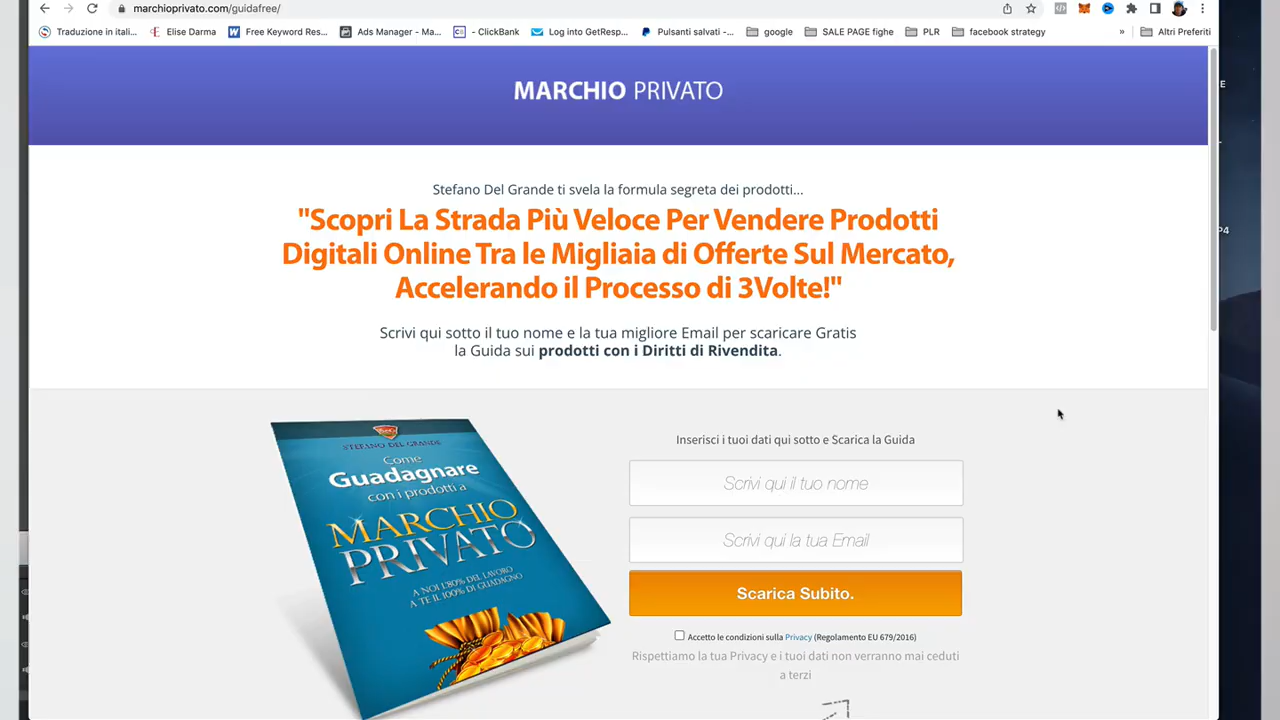 marchioprivato.com/guidafree/
Traduzione in itali... Elise Darma Free Keyword Res... Ads Manager - Ma... - ClickBank Log into GetResp... Pulsanti salvati -... google SALE PAGE fighe PLR facebook strategy » Altri Preferiti
MARCHIO PRIVATO
Stefano Del Grande ti svela la formula segreta dei prodotti...
"Scopri La Strada Più Veloce Per Vendere Prodotti
Digitali Online Tra le Migliaia di Offerte Sul Mercato,
Accelerando il Processo di 3Volte!"
Scrivi qui sotto il tuo nome e la tua migliore Email per scaricare Gratis
la Guida sui prodotti con i Diritti di Rivendita.
STEFANO DEL GRANDE
Come
Guadagnare
con i prodotti a
MARCHIO
PRIVATO
A NOI L'80% DEL LAVORO
A TE IL 100% DI GUADAGNO
Inserisci i tuoi dati qui sotto e Scarica la Guida
Scrivi qui il tuo nome
Scrivi qui la tua Email
Scarica Subito.
Accetto le condizioni sulla Privacy (Regolamento EU 679/2016)
Rispettiamo la tua Privacy e i tuoi dati non verranno mai ceduti
a terzi
E
P4